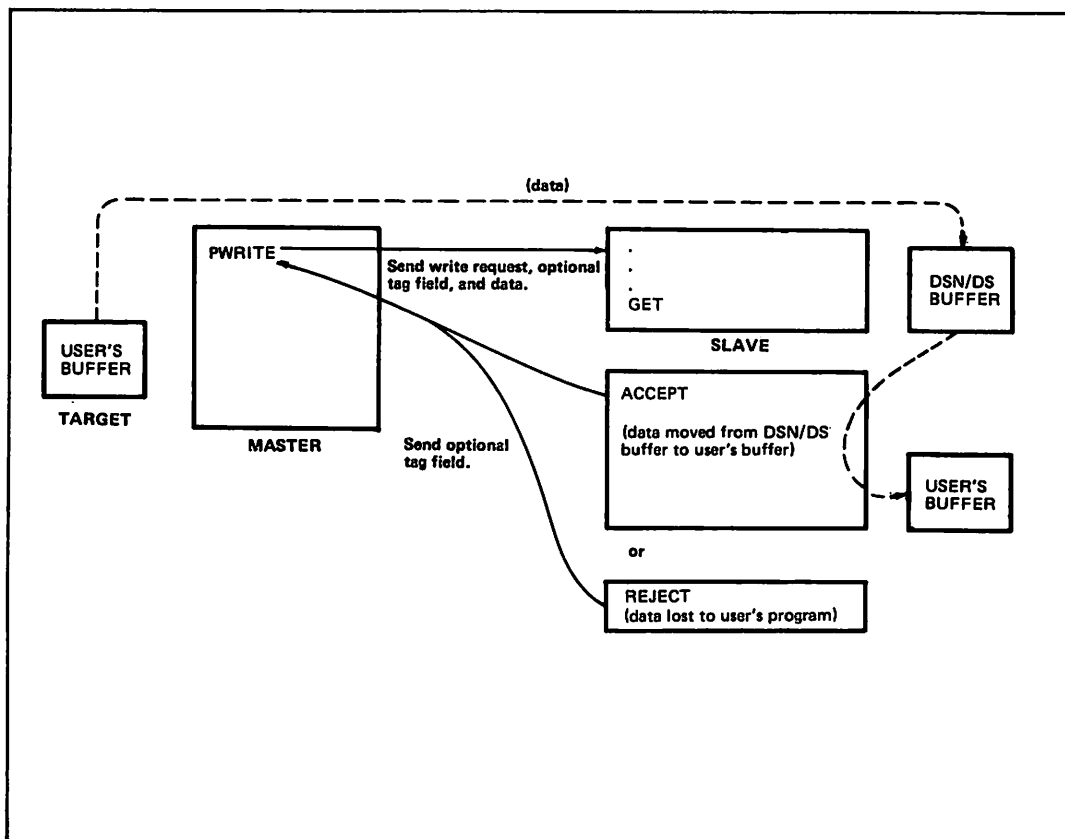 (data)
PWRITE
Send write request, optional
tag field, and data.
.
.
.
GET
DSN/DS
BUFFER
SLAVE
USER'S
BUFFER
TARGET
MASTER
ACCEPT
(data moved from DSN/DS
buffer to user's buffer)
Send optional
tag field.
USER'S
BUFFER
or
REJECT
(data lost to user's program)